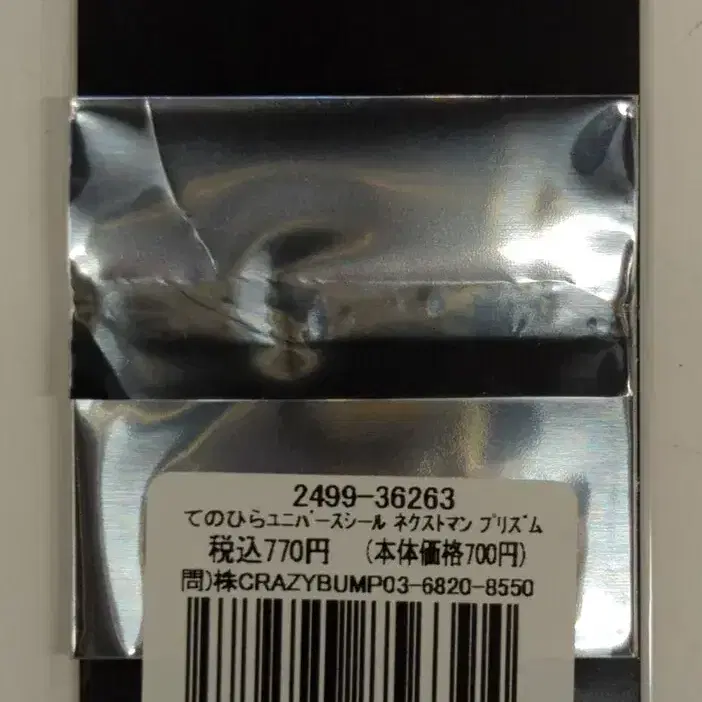 2499-36263
てのひらユニバースシール ネクストマン プリズム
税込770円 (本体価格700円)
問)株CRAZYBUMP03-6820-8550